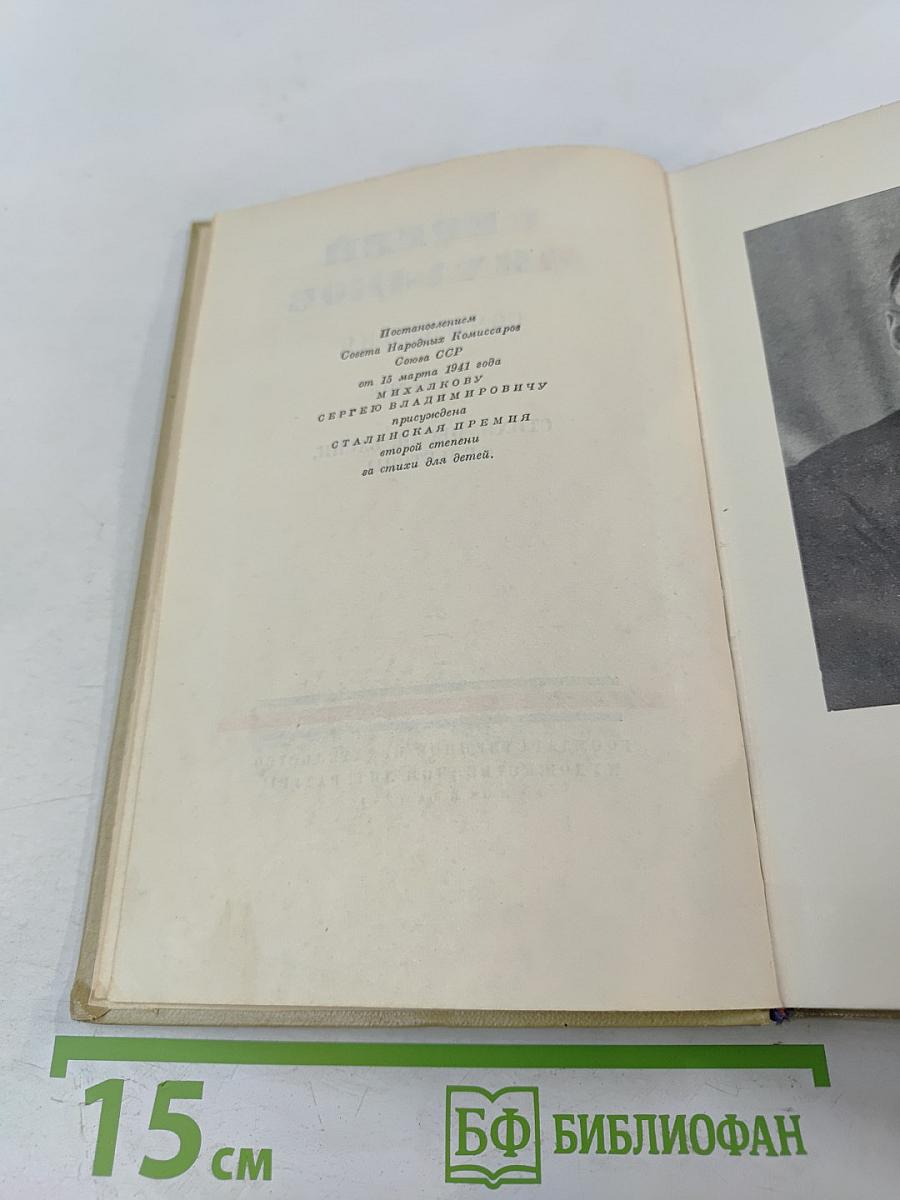 Постановлением
Совета Народных Комиссаров
Союза ССР
от 15 марта 1941 года
МИХАЛКОВУ
СЕРГЕЮ ВЛАДИМИРОВИЧУ
присуждена
СТАЛИНСКАЯ ПРЕМИЯ
второй степени
за стихи для детей.
15 см
БФ БИБЛИОФАН